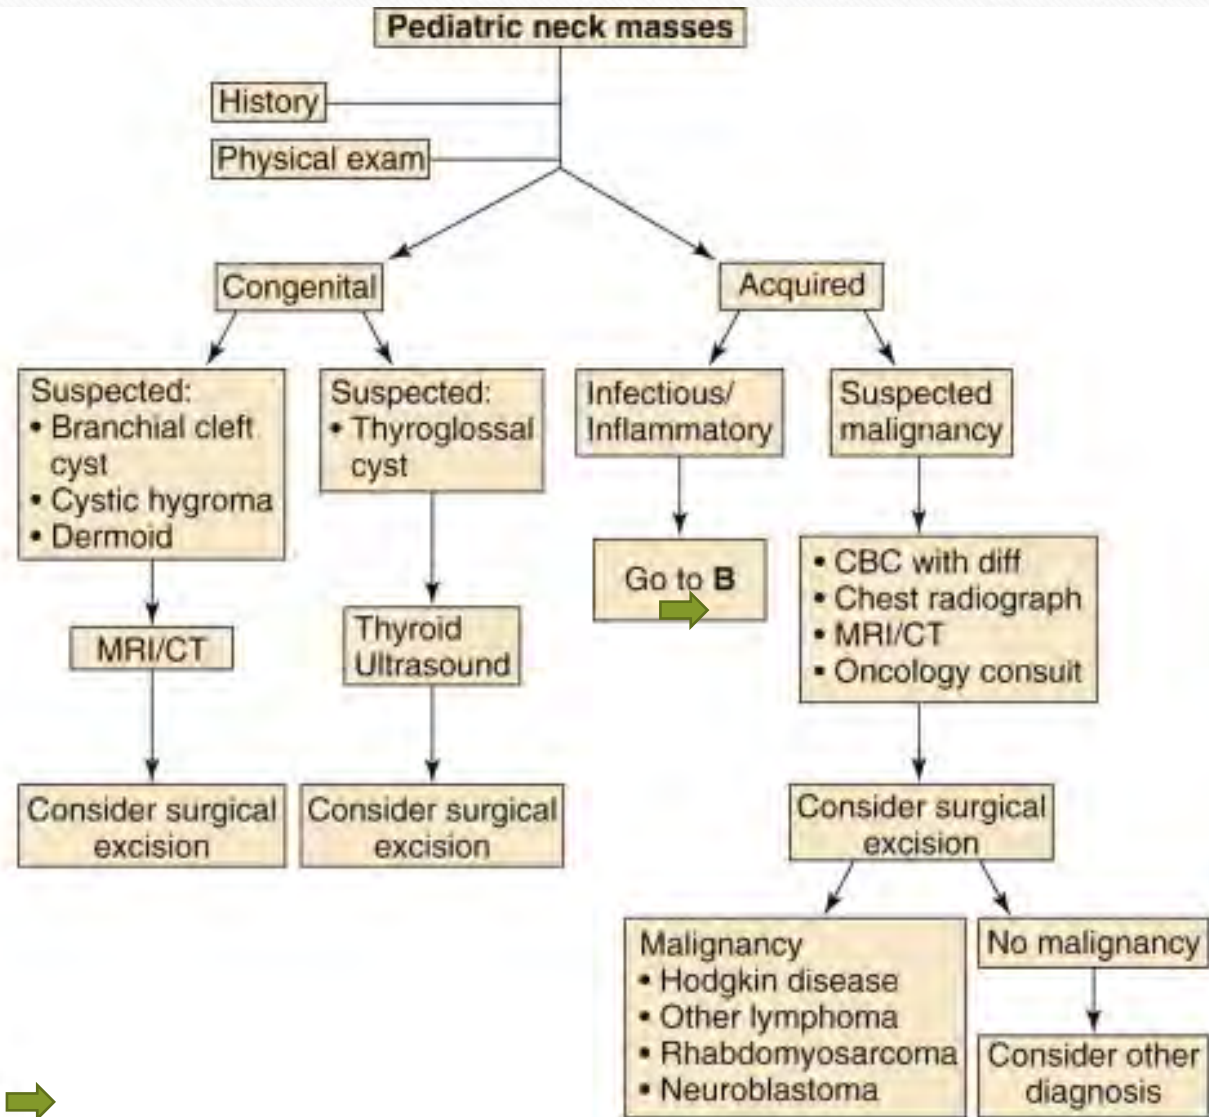 Pediatric neck masses
History
Physical exam
Congenital
Acquired
Suspected:
• Branchial cleft
cyst
• Cystic hygroma
• Dermoid
Suspected:
• Thyroglossal
cyst
Infectious/
Inflammatory
Suspected
malignancy
MRI/CT
Thyroid
Ultrasound
Go to B
• CBC with diff
• Chest radiograph
• MRI/CT
• Oncology consuit
Consider surgical
excision
Consider surgical
excision
Consider surgical
excision
Malignancy
• Hodgkin disease
• Other lymphoma
• Rhabdomyosarcoma
• Neuroblastoma
No malignancy
Consider other
diagnosis